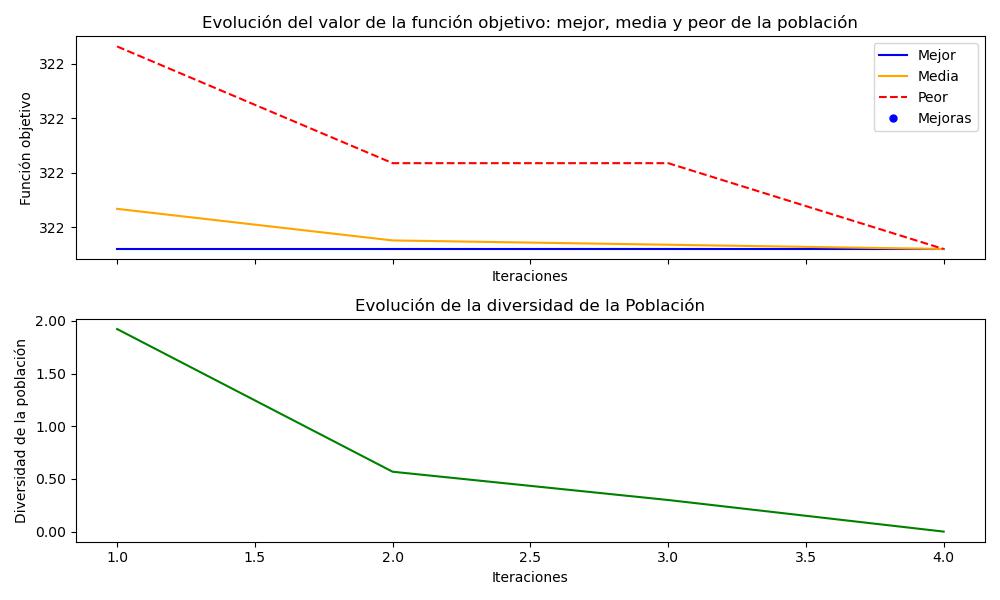 Evolución del valor de la función objetivo: mejor, media y peor de la población
322
322
322
322
Función objetivo
Mejor
Media
Peor
Mejoras
Iteraciones
Evolución de la diversidad de la Población
2.00
1.50
1.00
0.50
0.00
Diversidad de la población
1.0 1.5 2.0 2.5 3.0 3.5 4.0
Iteraciones